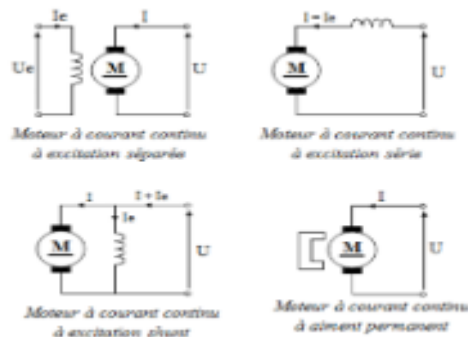 Ie I
Ue M U
Moteur à courant continu
à excitation séparée
I = Ie
M U
Moteur à courant continu
à excitation série
I I + Ie
Ie
M U
Moteur à courant continu
à excitation shunt
I
M U
Moteur à courant continu
à aiment permanent